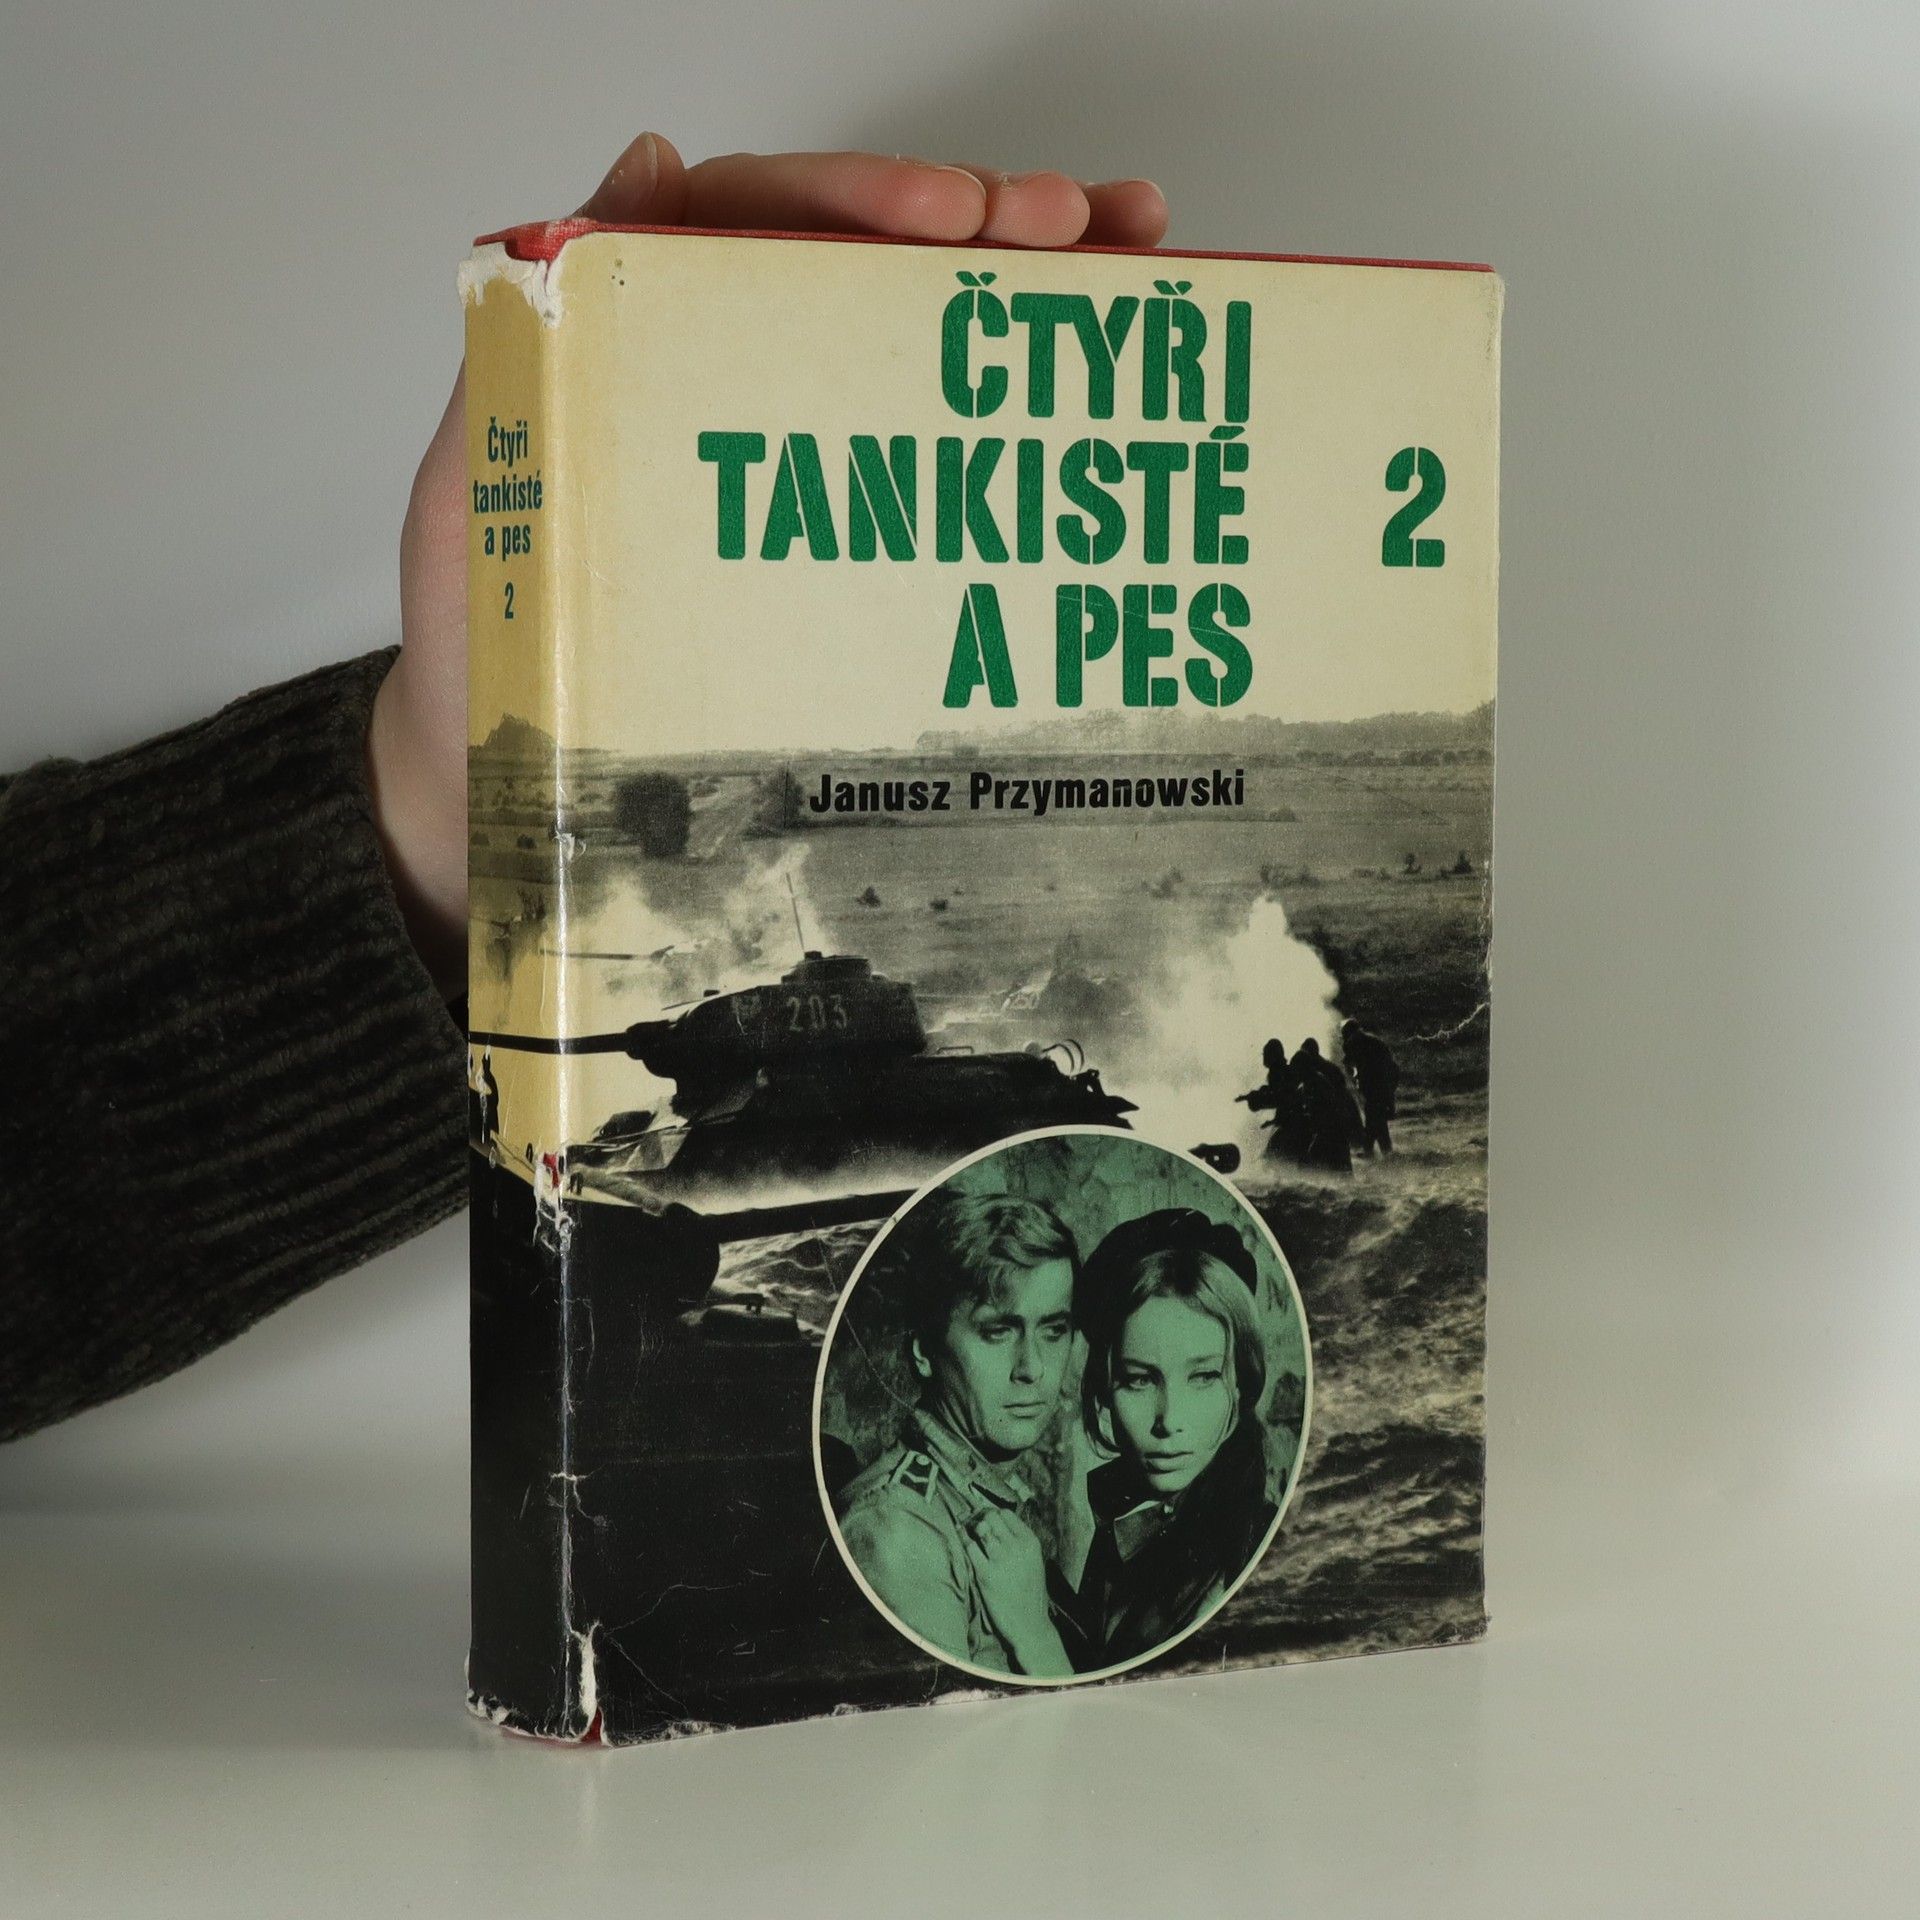 Čtyři
tankisté
a pes
2
ČTYŘI
TANKISTÉ 2
A PES
Janusz Przymanowski
203